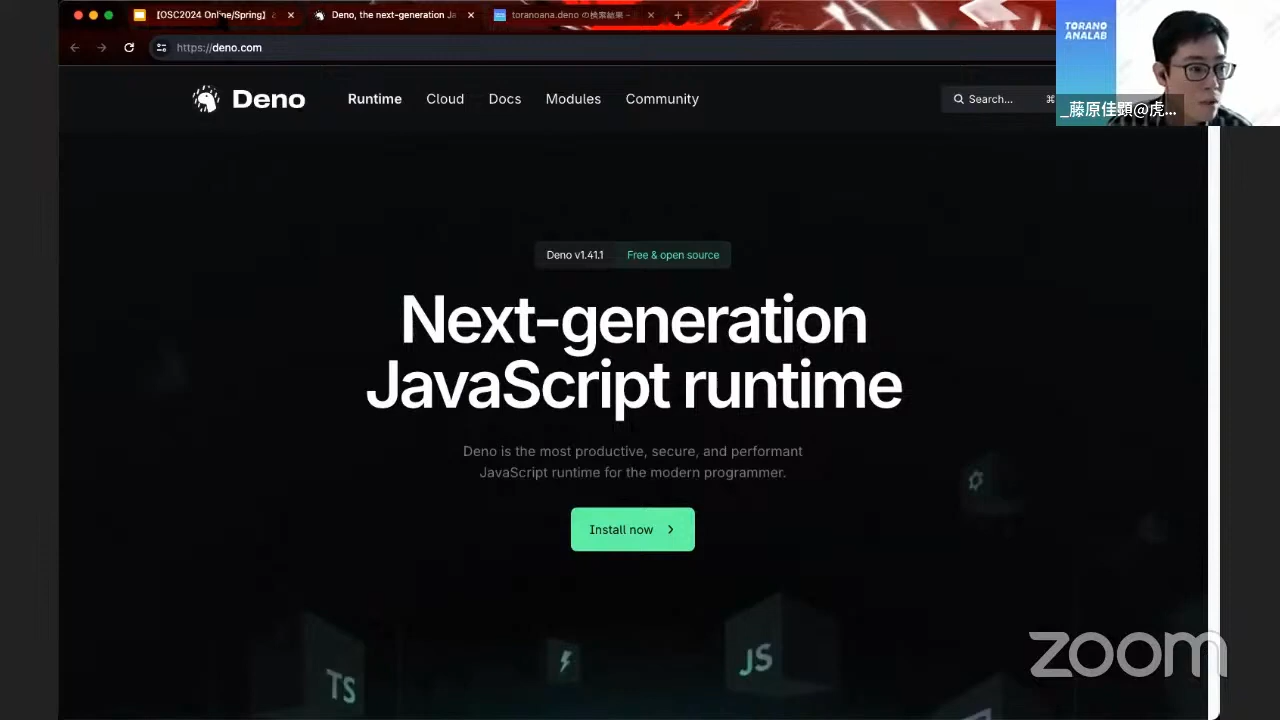 【OSC2024 Online/Spring】と
Deno, the next-generation Ja
toranoana.deno の検索結果 -
https://deno.com
TORANO
ANALAB
_藤原佳顕@虎...
Deno
Runtime
Cloud
Docs
Modules
Community
Search...
⌘
Deno v1.41.1
Free & open source
Next-generation
JavaScript runtime
Deno is the most productive, secure, and performant
JavaScript runtime for the modern programmer.
Install now
TS
JS
zoom